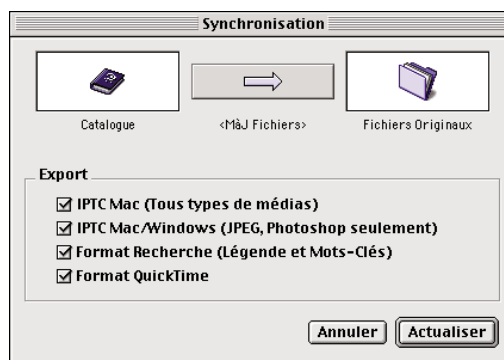 Synchronisation
Catalogue
<MàJ Fichiers>
Fichiers Originaux
Export
IPTC Mac (Tous types de médias)
IPTC Mac/Windows (JPEG, Photoshop seulement)
Format Recherche (Légende et Mots-Clés)
Format QuickTime
Annuler
Actualiser